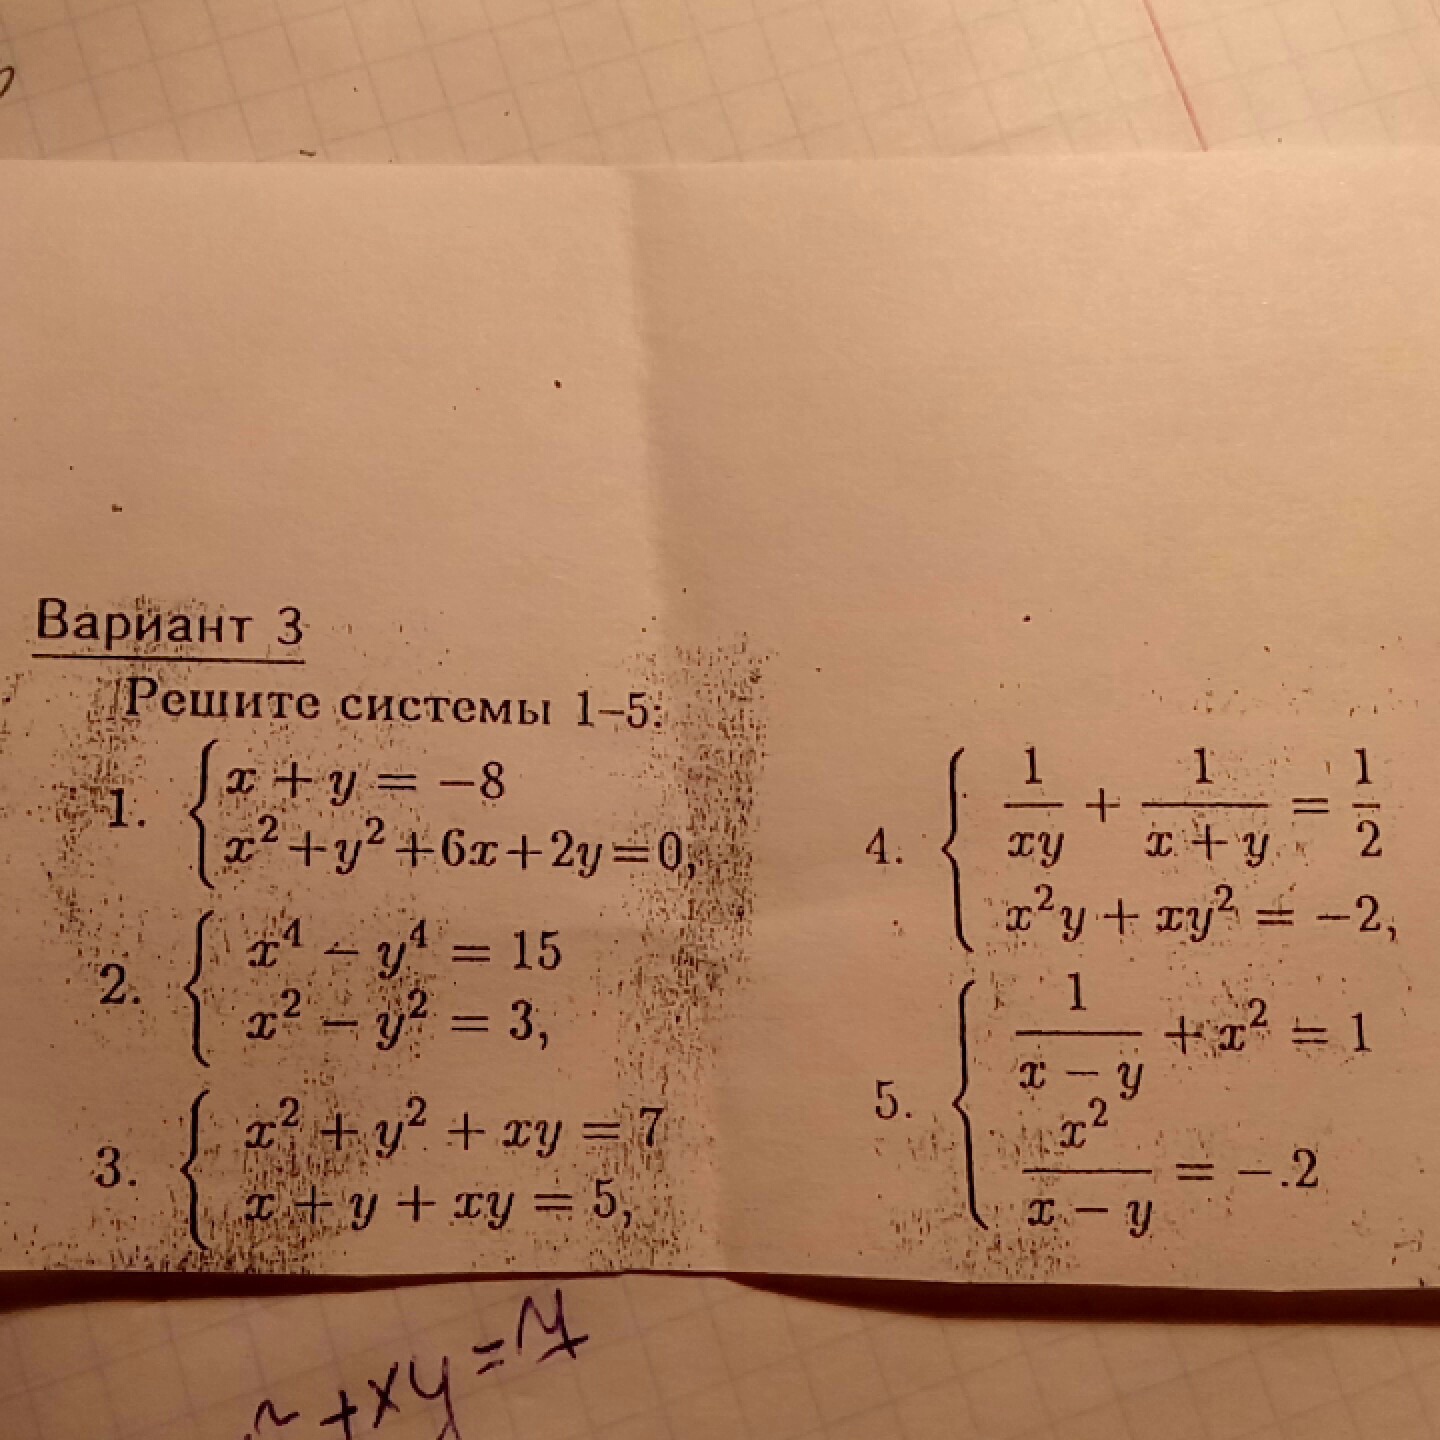 Вариант 3
Решите системы 1–5:
1. { x + y = −8
x² + y² + 6x + 2y = 0,
2. { x⁴ − y⁴ = 15
x² − y² = 3,
3. { x² + y² + xy = 7
x + y + xy = 5,
4. { 1/(xy) + 1/(x + y) = 1/2
x²y + xy² = −2,
5. { 1/(x − y) + x² = 1
x²/(x − y) = −2
+xy =